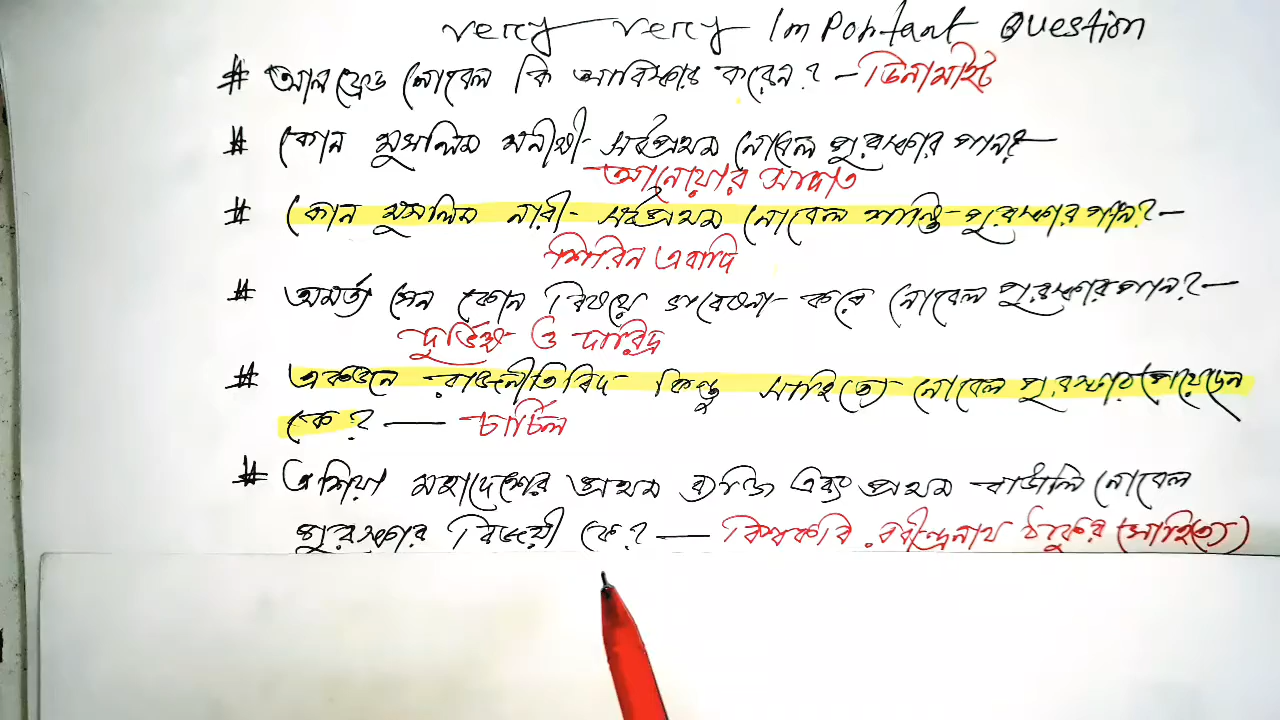 very very Important Question
# আলফ্রেড নোবেল কি আবিষ্কার করেন? - ডিনামাইট
# কোন মুসলিম মনীষী সর্বপ্রথম নোবেল পুরস্কার পান? -
আনোয়ার সাদাত
# কোন মুসলিম নারী সর্বপ্রথম নোবেল শান্তি পুরস্কার পান? -
শিরিন এবাদি
# অমর্ত্য সেন কোন বিষয়ে গবেষনা করে নোবেল পুরস্কার পান? -
দুর্ভিক্ষ ও দারিদ্র
# একজন রাজনীতিবিদ কিন্তু সাহিত্যে নোবেল পুরস্কার পেয়েছেন
কে? — চার্চিল
# এশিয়া মহাদেশের প্রথম ব্যক্তি এবং প্রথম বাঙালি নোবেল
পুরস্কার বিজয়ী কে? — বিশ্বকবি রবীন্দ্রনাথ ঠাকুর (সাহিত্যে)